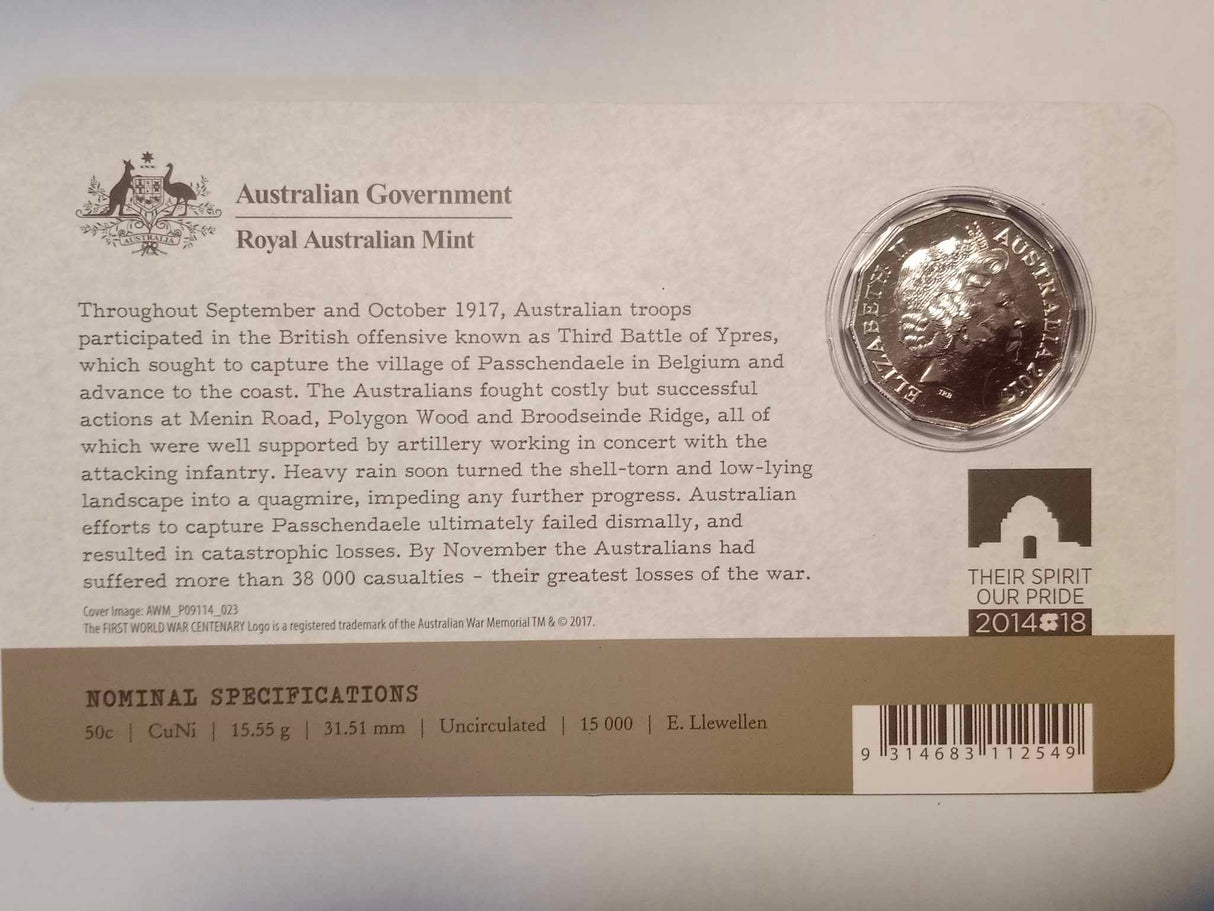 Australian Government
Royal Australian Mint
AUSTRALIA
Throughout September and October 1917, Australian troops
participated in the British offensive known as Third Battle of Ypres,
which sought to capture the village of Passchendaele in Belgium and
advance to the coast. The Australians fought costly but successful
actions at Menin Road, Polygon Wood and Broodseinde Ridge, all of
which were well supported by artillery working in concert with the
attacking infantry. Heavy rain soon turned the shell-torn and low-lying
landscape into a quagmire, impeding any further progress. Australian
efforts to capture Passchendaele ultimately failed dismally, and
resulted in catastrophic losses. By November the Australians had
suffered more than 38 000 casualties - their greatest losses of the war.
Cover Image: AWM_P09114_023
The FIRST WORLD WAR CENTENARY Logo is a registered trademark of the Australian War Memorial TM & © 2017.
ELIZABETH II
AUSTRALIA
IRB
THEIR SPIRIT
OUR PRIDE
2014 18
NOMINAL SPECIFICATIONS
50c | CuNi | 15.55 g | 31.51 mm | Uncirculated | 15 000 | E. Llewellen
9 314683 112549